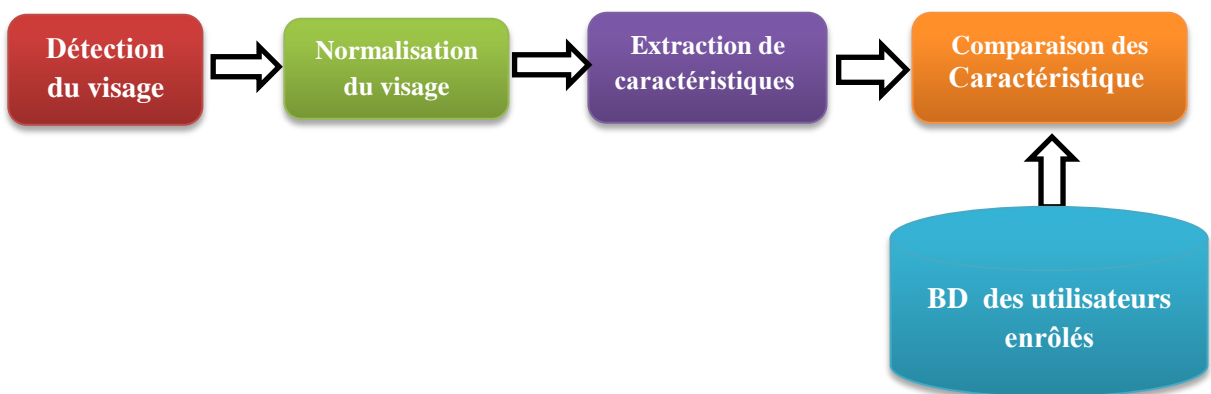 Détection
du visage
Normalisation
du visage
Extraction de
caractéristiques
Comparaison des
Caractéristique
BD des utilisateurs
enrôlés